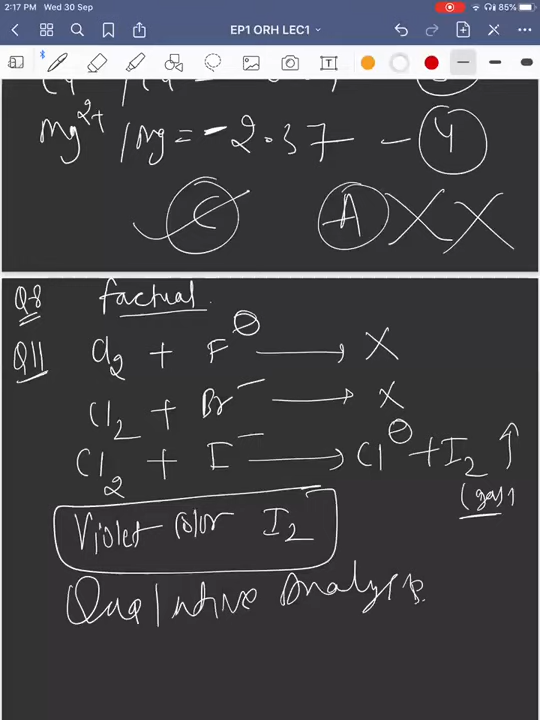 2:17 PM Wed 30 Sep
85%
EP1 ORH LEC1
Mg²⁺ /Mg = -2.37 - 4
C A X X
Q8 factual.
Q11 Cl₂ + F⊖ → X
Cl₂ + Br⁻ → X
Cl₂ + I⁻ → Cl⊖ + I₂ ↑
(gas)
Violet color I₂
Qualitative Analysis